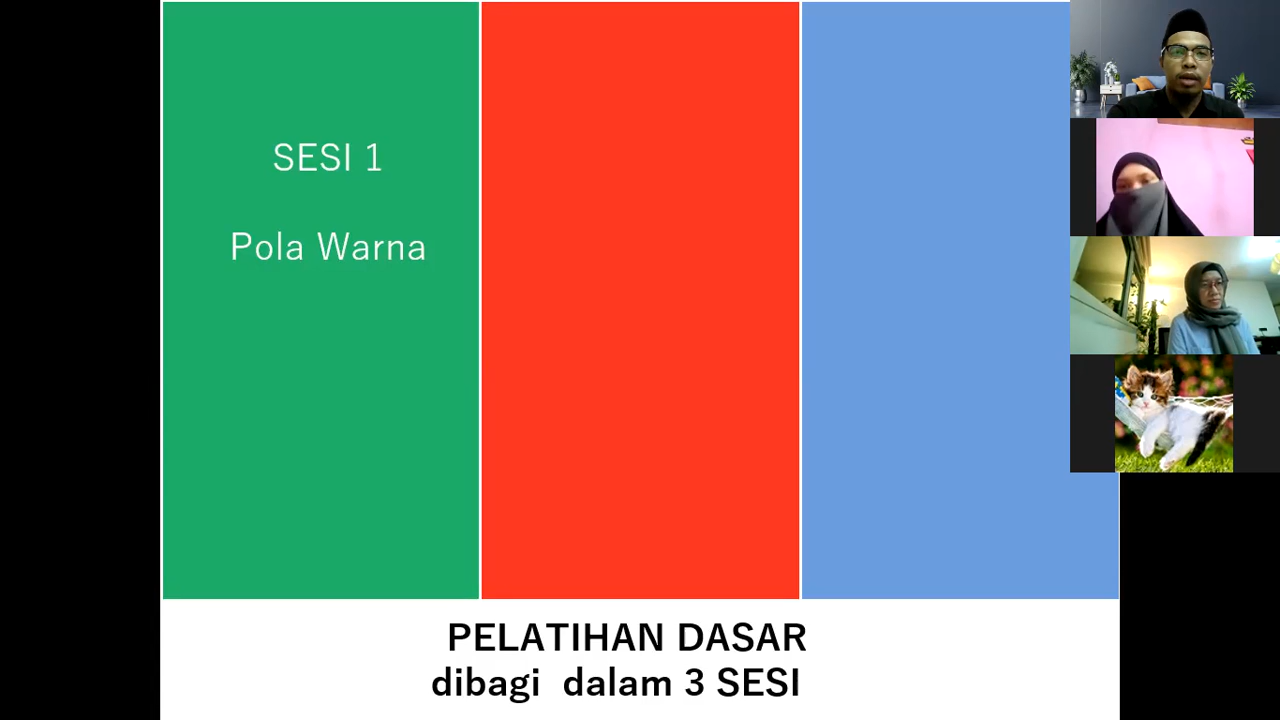 SESI 1
Pola Warna
PELATIHAN DASAR
dibagi dalam 3 SESI